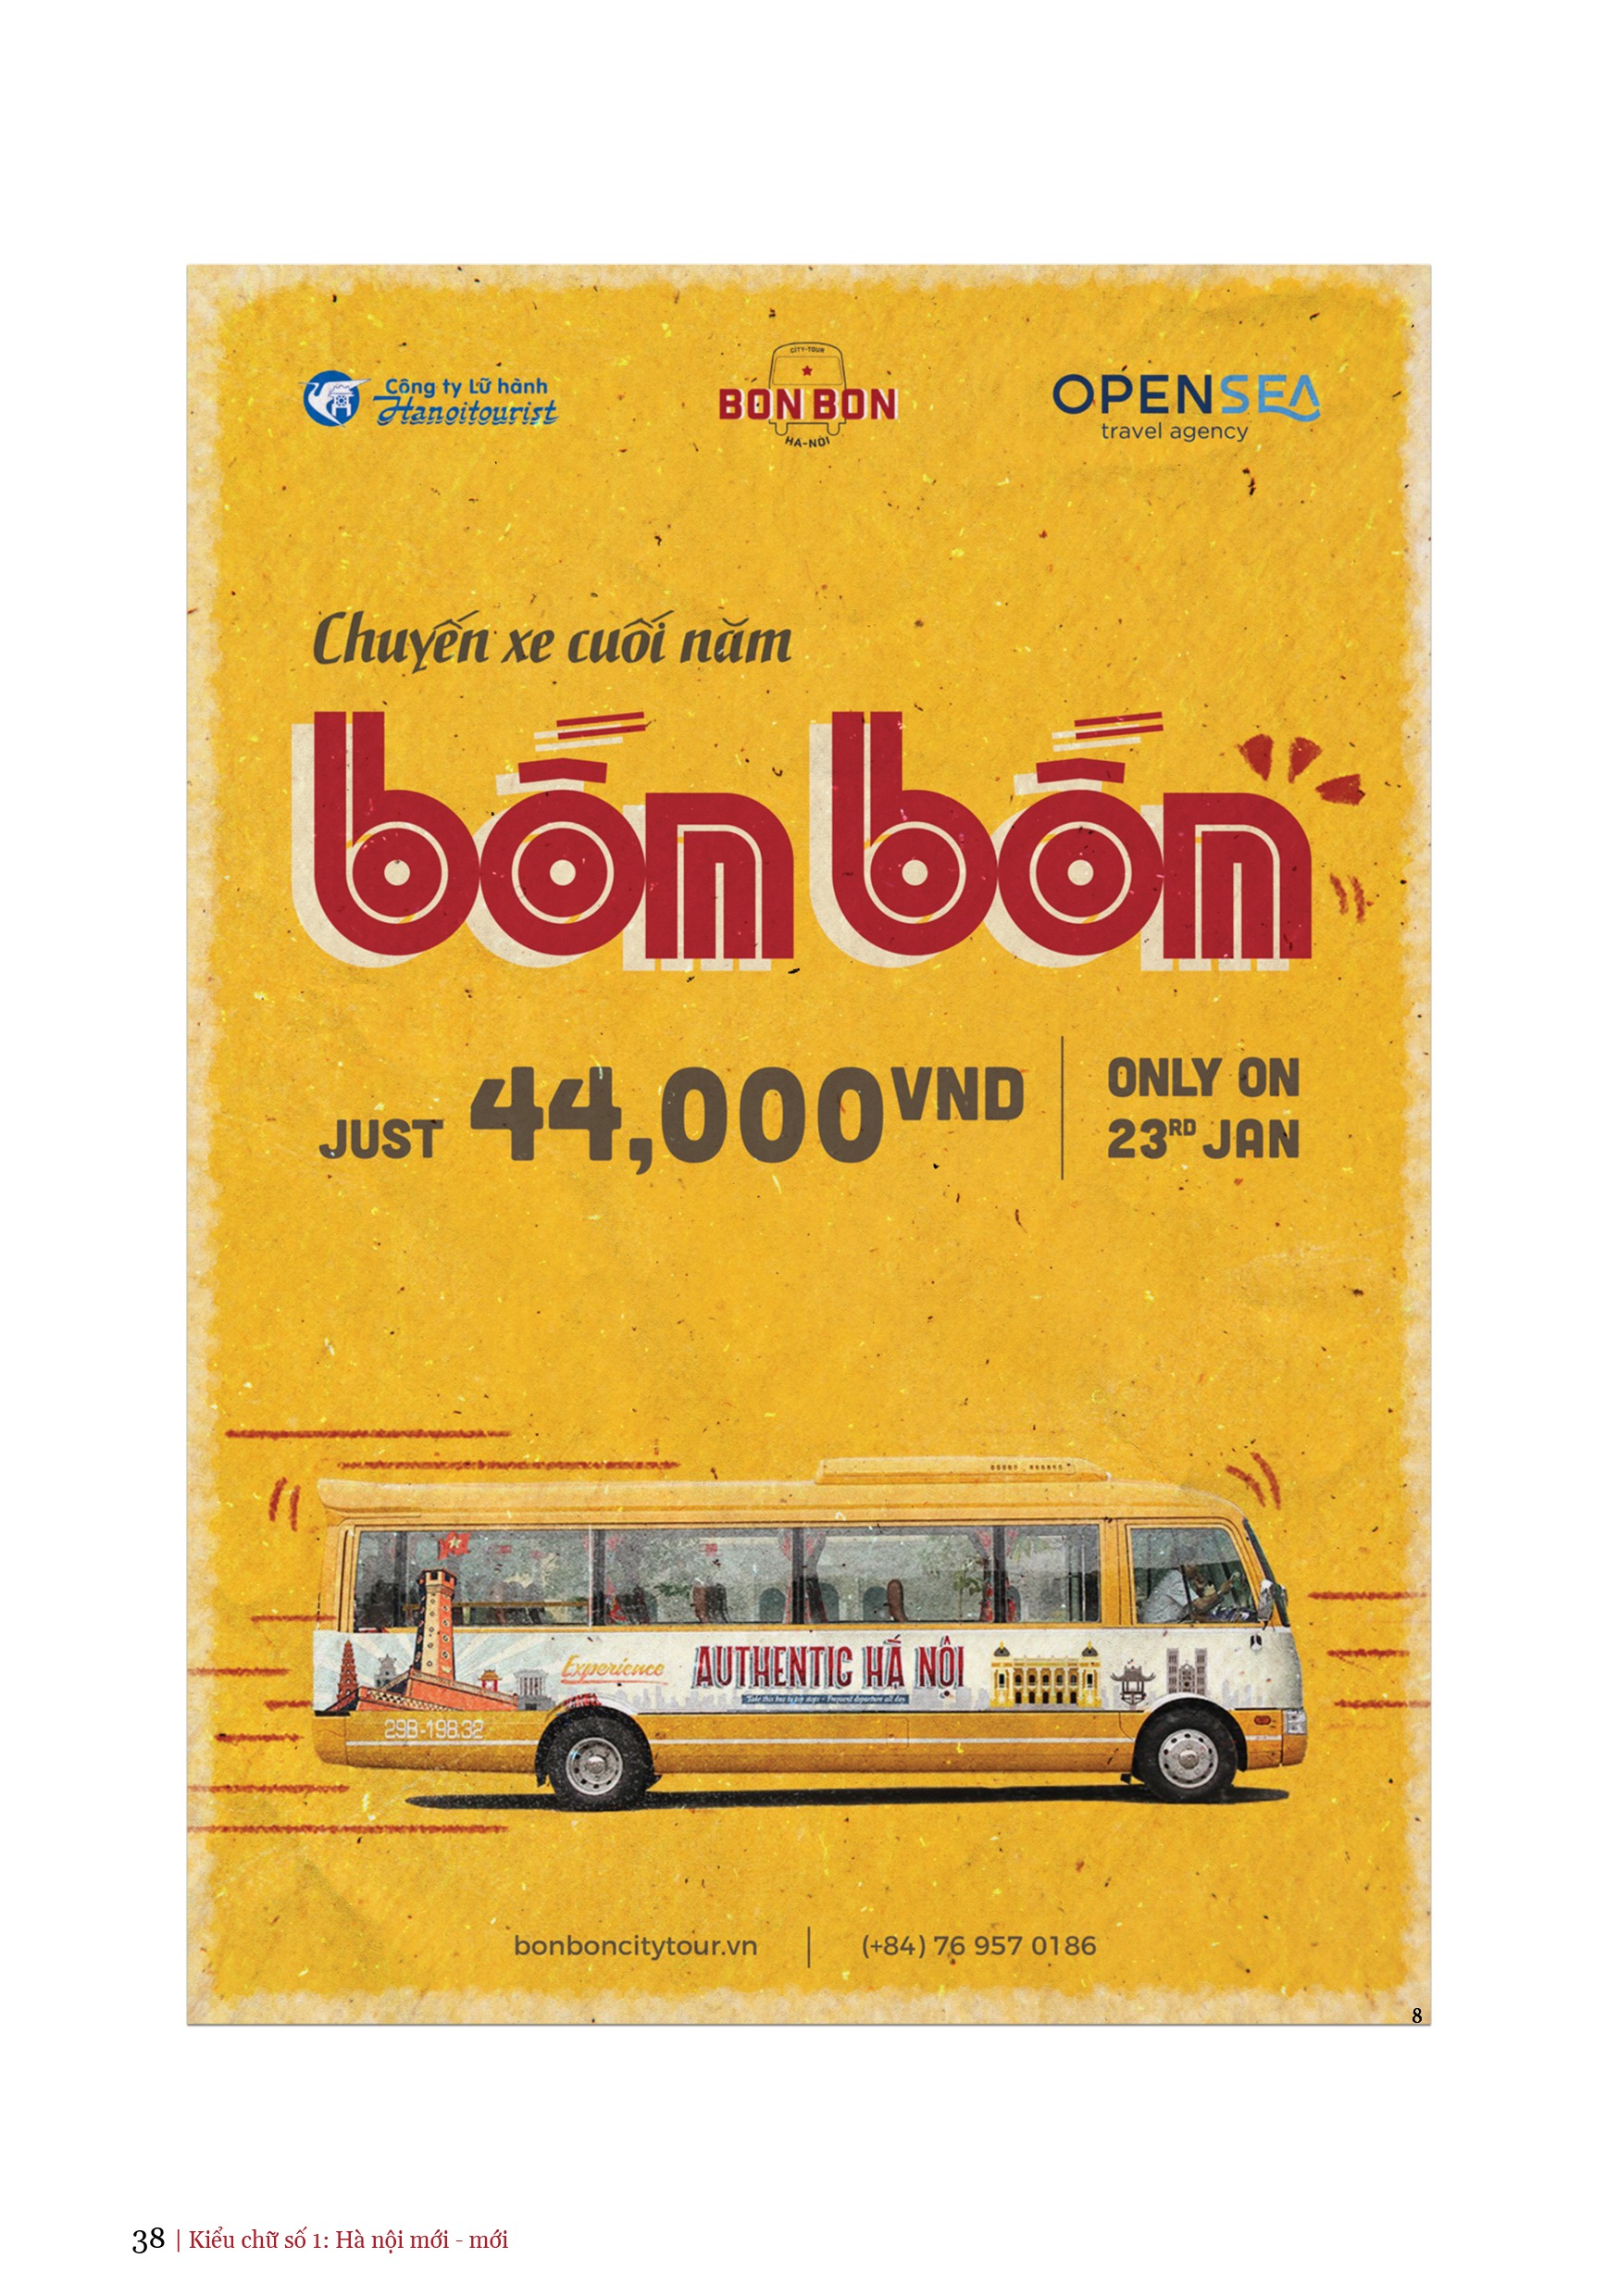 Công ty Lữ hành
Hanoitourist
CITY-TOUR
BON BON
HÀ-NỘI
OPENSEA
travel agency
Chuyến xe cuối năm
bốn bốn
JUST 44,000VND
ONLY ON
23RD JAN
Experience
AUTHENTIC HÀ NỘI
29B-198.32
bonboncitytour.vn | (+84) 76 957 0186
8
38 | Kiểu chữ số 1: Hà nội mới - mới